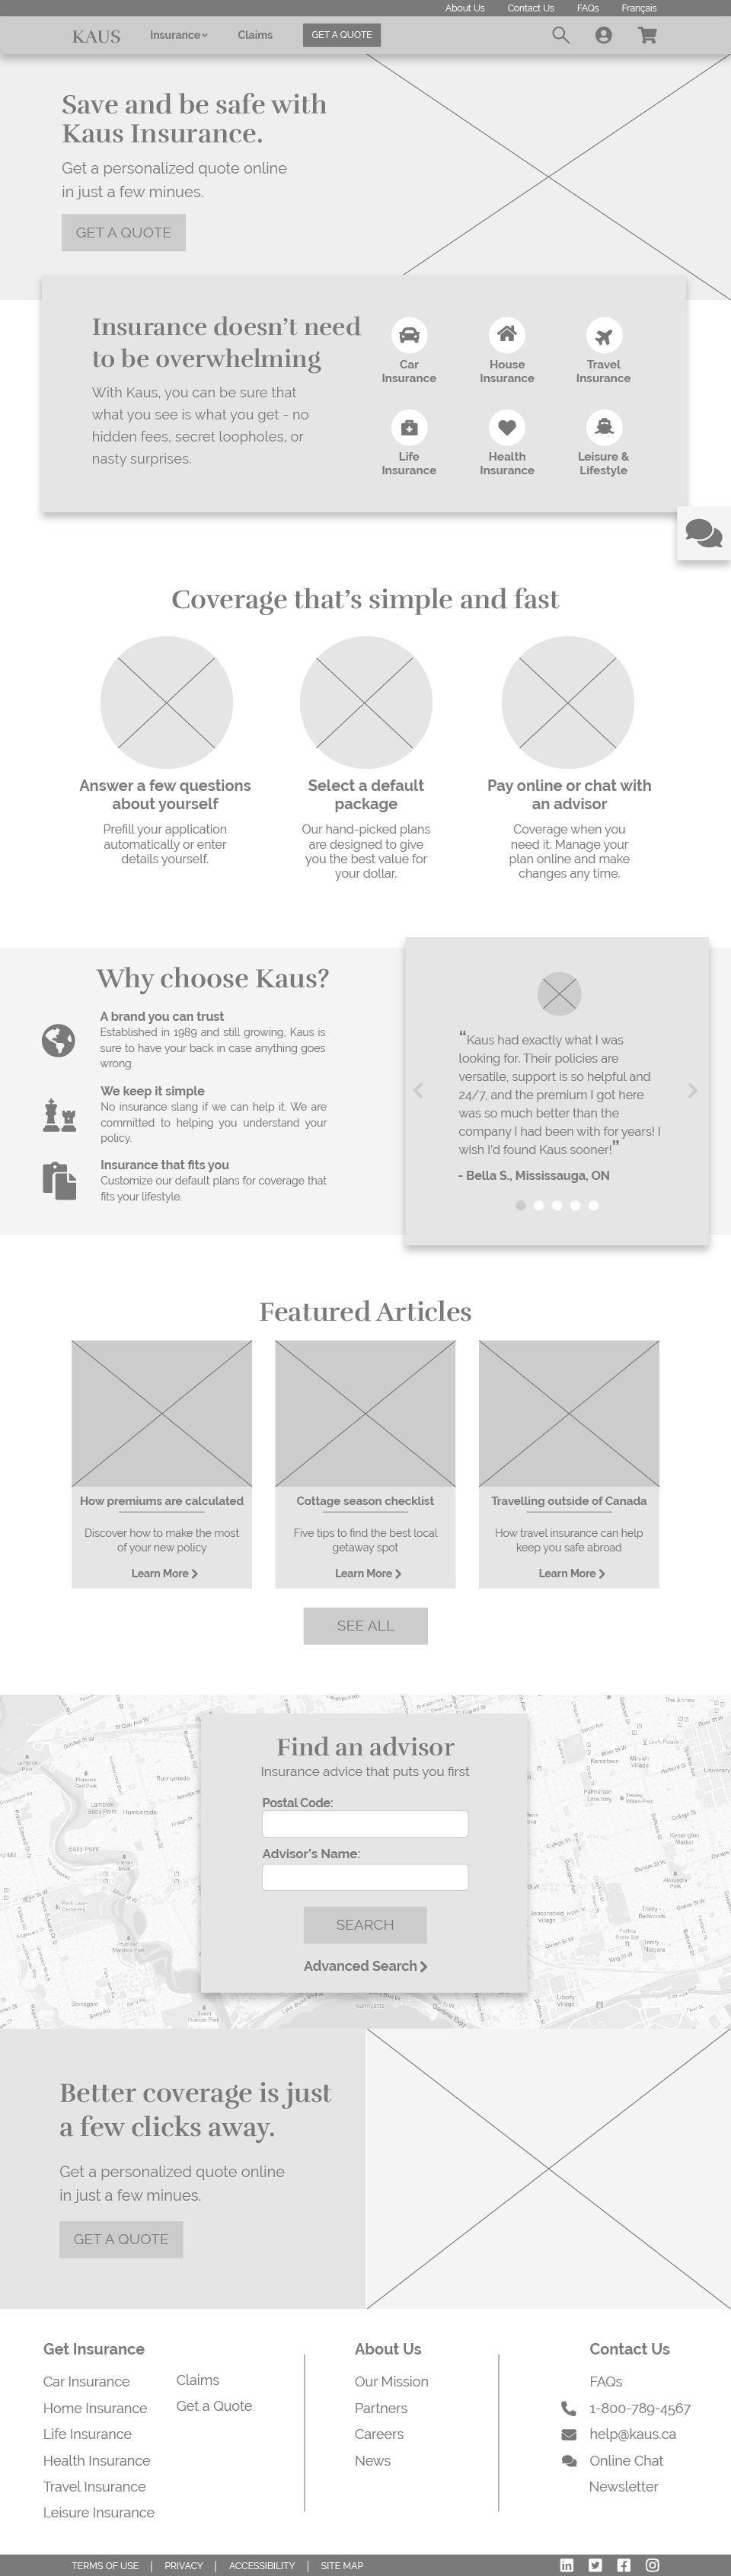 About Us Contact Us FAQs Français
KAUS Insurance Claims GET A QUOTE
Save and be safe with
Kaus Insurance.
Get a personalized quote online
in just a few minues.
GET A QUOTE
Insurance doesn't need
to be overwhelming
With Kaus, you can be sure that
what you see is what you get - no
hidden fees, secret loopholes, or
nasty surprises.
Car
Insurance
House
Insurance
Travel
Insurance
Life
Insurance
Health
Insurance
Leisure &
Lifestyle
Coverage that's simple and fast
Answer a few questions
about yourself
Prefill your application
automatically or enter
details yourself.
Select a default
package
Our hand-picked plans
are designed to give
you the best value for
your dollar.
Pay online or chat with
an advisor
Coverage when you
need it. Manage your
plan online and make
changes any time.
Why choose Kaus?
A brand you can trust
Established in 1989 and still growing, Kaus is
sure to have your back in case anything goes
wrong.
We keep it simple
No insurance slang if we can help it. We are
committed to helping you understand your
policy.
Insurance that fits you
Customize our default plans for coverage that
fits your lifestyle.
“Kaus had exactly what I was
looking for. Their policies are
versatile, support is so helpful and
24/7, and the premium I got here
was so much better than the
company I had been with for years! I
wish I'd found Kaus sooner!”
- Bella S., Mississauga, ON
Featured Articles
How premiums are calculated
Discover how to make the most
of your new policy
Learn More
Cottage season checklist
Five tips to find the best local
getaway spot
Learn More
Travelling outside of Canada
How travel insurance can help
keep you safe abroad
Learn More
SEE ALL
Find an advisor
Insurance advice that puts you first
Postal Code:
Advisor's Name:
SEARCH
Advanced Search
Better coverage is just
a few clicks away.
Get a personalized quote online
in just a few minues.
GET A QUOTE
Get Insurance
Car Insurance
Home Insurance
Life Insurance
Health Insurance
Travel Insurance
Leisure Insurance
Claims
Get a Quote
About Us
Our Mission
Partners
Careers
News
Contact Us
FAQs
1-800-789-4567
help@kaus.ca
Online Chat
Newsletter
TERMS OF USE | PRIVACY | ACCESSIBILITY | SITE MAP